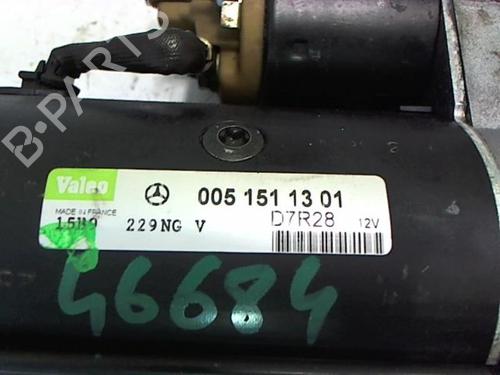 B-PARTS
Valeo 005 151 13 01
MADE IN FRANCE D7R28 12V
229NG V
46684